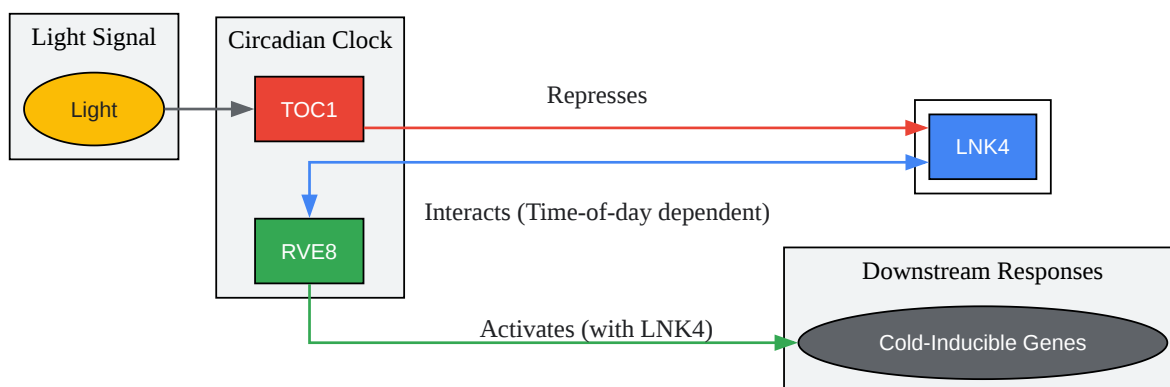 Light Signal
Circadian Clock
Light
TOC1
Represses
LNK4
Interacts (Time-of-day dependent)
RVE8
Downstream Responses
Activates (with LNK4)
Cold-Inducible Genes